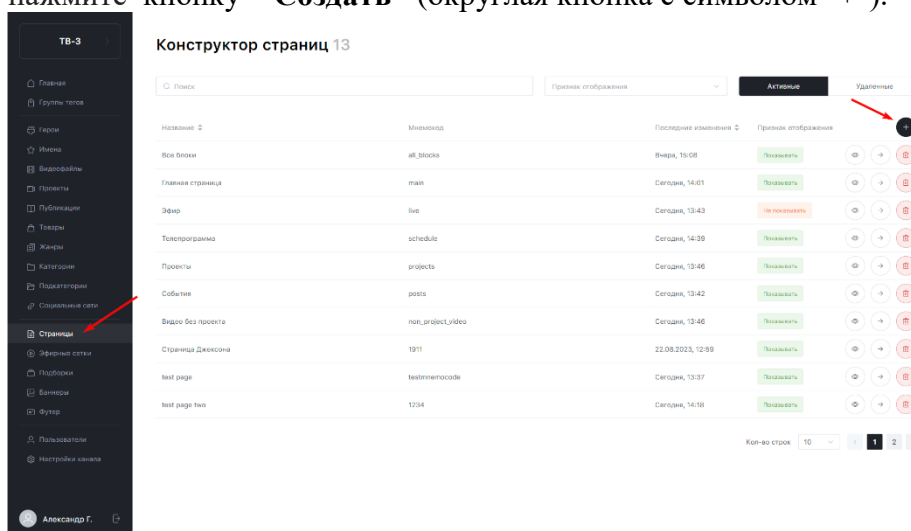 нажмите кнопку "Создать" (округлая кнопка с символом "+").
ТВ-3
Конструктор страниц 13
Главная
Группы тегов
Герои
Имена
Видеофайлы
Проекты
Публикации
Товары
Жанры
Категории
Подкатегории
Социальные сети
Страницы
Эфирные сетки
Подборки
Баннеры
Футер
Пользователи
Настройки канала
Александр Г.
Поиск
Признак отображения
Активные
Удаленные
Название
Мнемокод
Последние изменения
Признак отображения
Все блоки all_blocks Вчера, 15:08 Показывать
Главная страница main Сегодня, 14:01 Показывать
Эфир live Сегодня, 13:43 Не показывать
Телепрограмма schedule Сегодня, 14:39 Показывать
Проекты projects Сегодня, 13:46 Показывать
События posts Сегодня, 13:42 Показывать
Видео без проекта non_project_video Сегодня, 13:46 Показывать
Страница Джексона 1911 22.08.2023, 12:59 Показывать
test page testmnemocode Сегодня, 13:37 Показывать
test page two 1234 Сегодня, 14:18 Показывать
Кол-во строк 10 1 2